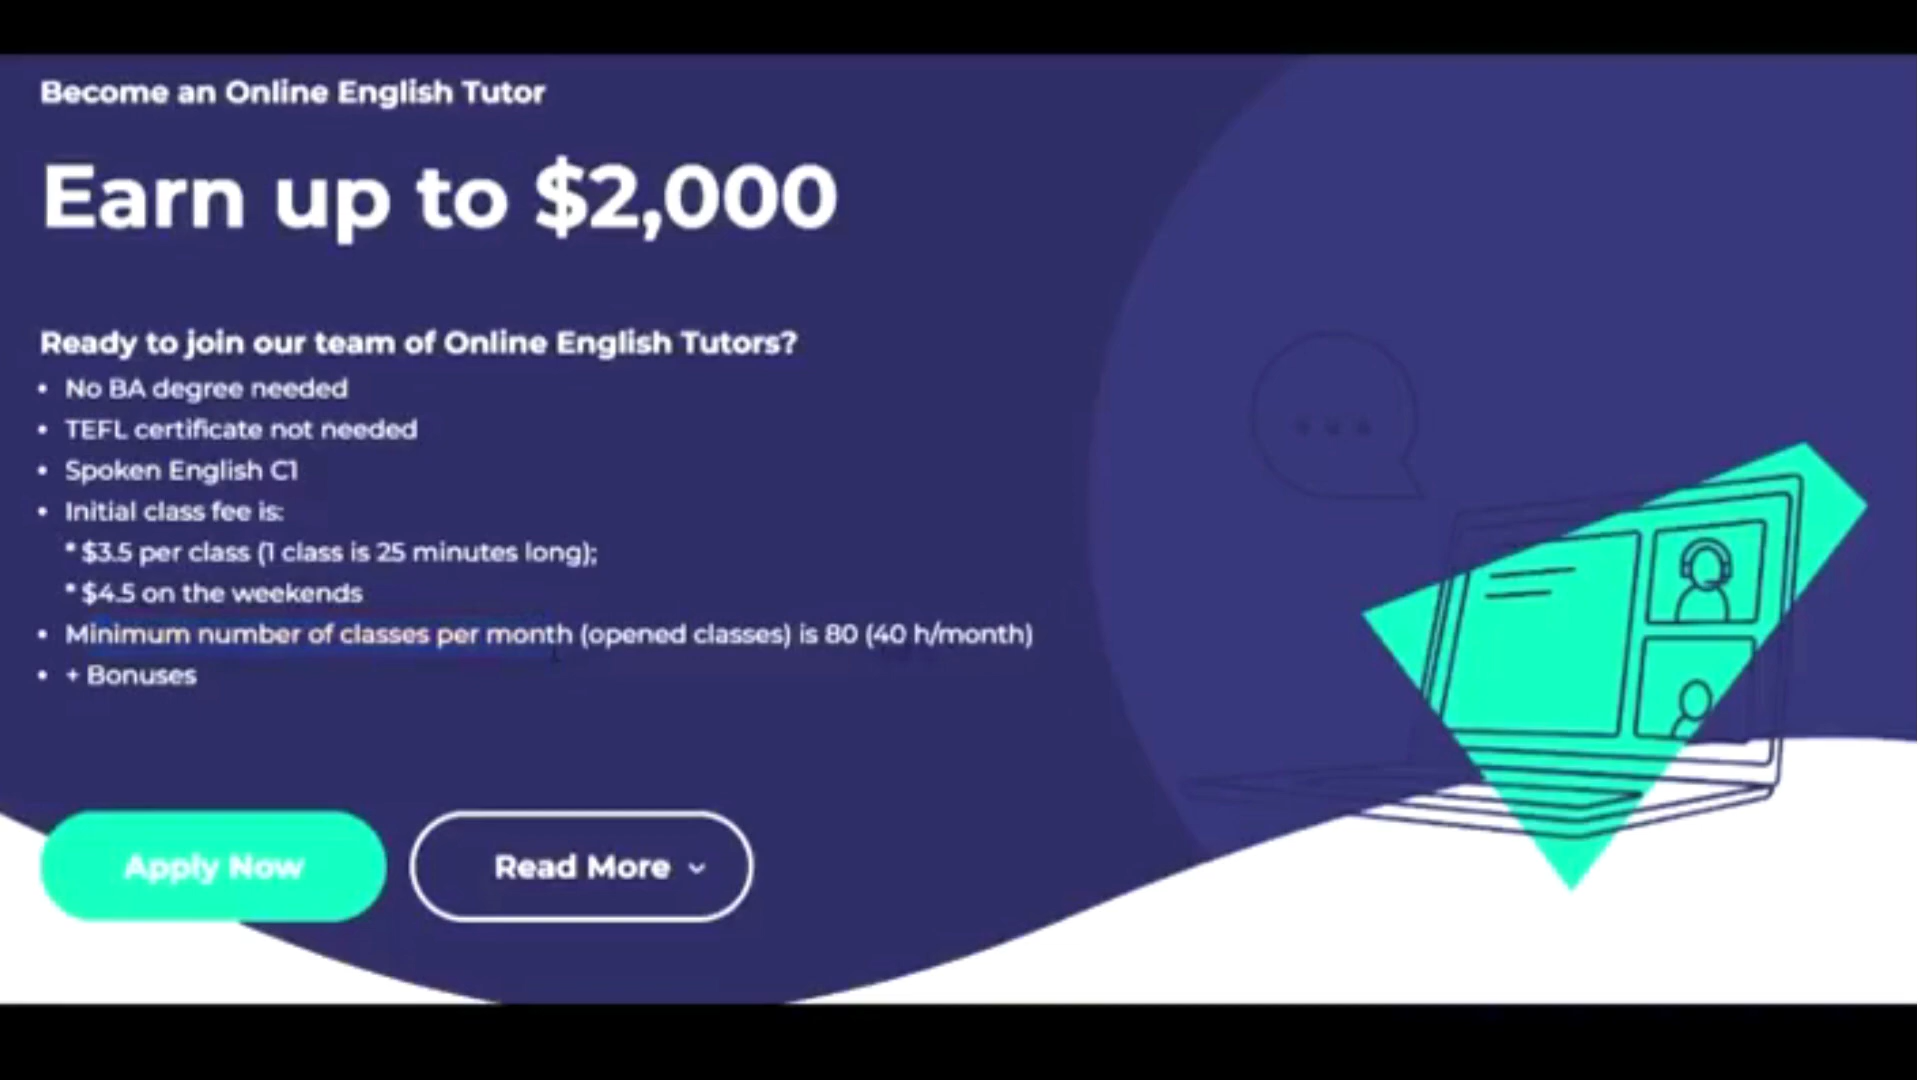 Become an Online English Tutor
Earn up to $2,000
Ready to join our team of Online English Tutors?
• No BA degree needed
• TEFL certificate not needed
• Spoken English C1
• Initial class fee is:
* $3.5 per class (1 class is 25 minutes long);
* $4.5 on the weekends
• Minimum number of classes per month (opened classes) is 80 (40 h/month)
• + Bonuses
Apply Now
Read More